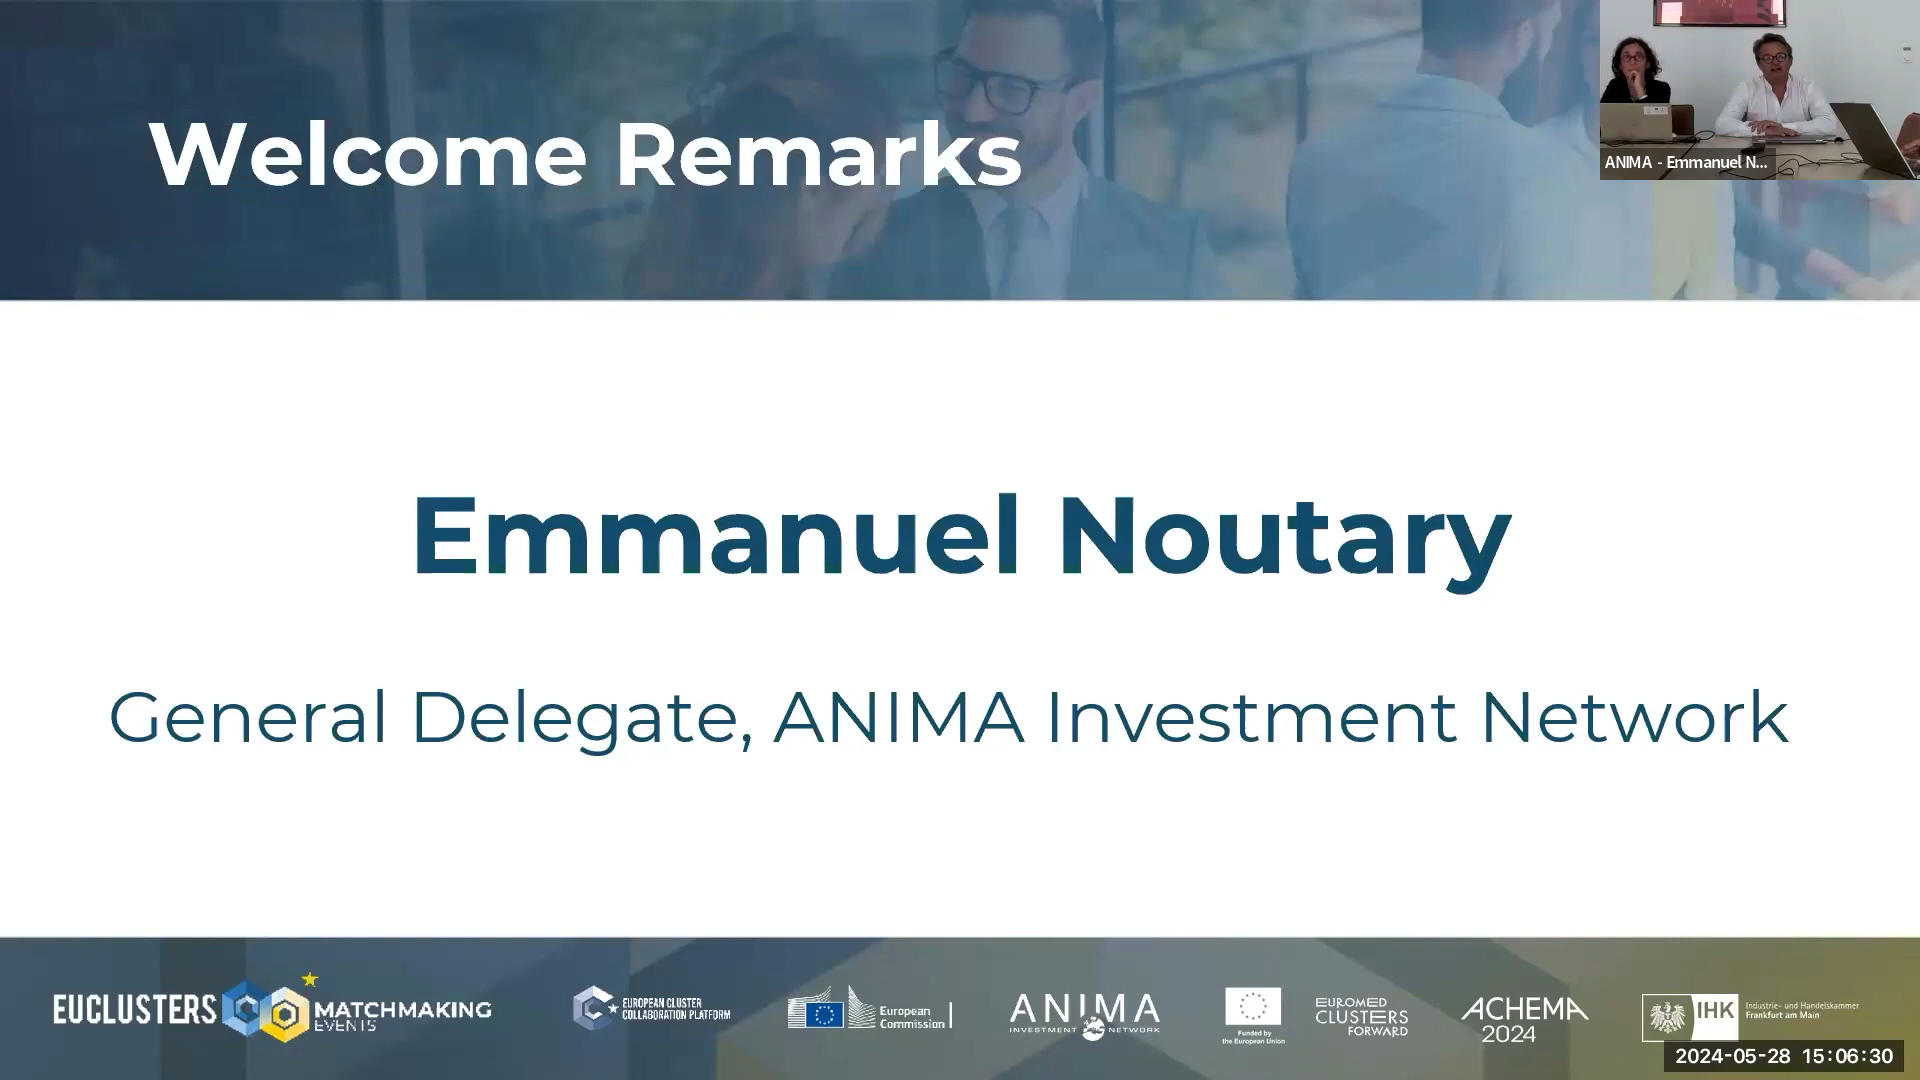 Welcome Remarks
ANIMA - Emmanuel N...
Emmanuel Noutary
General Delegate, ANIMA Investment Network
EUCLUSTERS
MATCHMAKING
EVENTS
EUROPEAN CLUSTER
COLLABORATION PLATFORM
European
Commission
ANIMA
INVESTMENT NETWORK
Funded by
the European Union
EUROMED
CLUSTERS
FORWARD
ACHEMA
2024
IHK
Industrie- und Handelskammer
Frankfurt am Main
2024-05-28 15:06:30